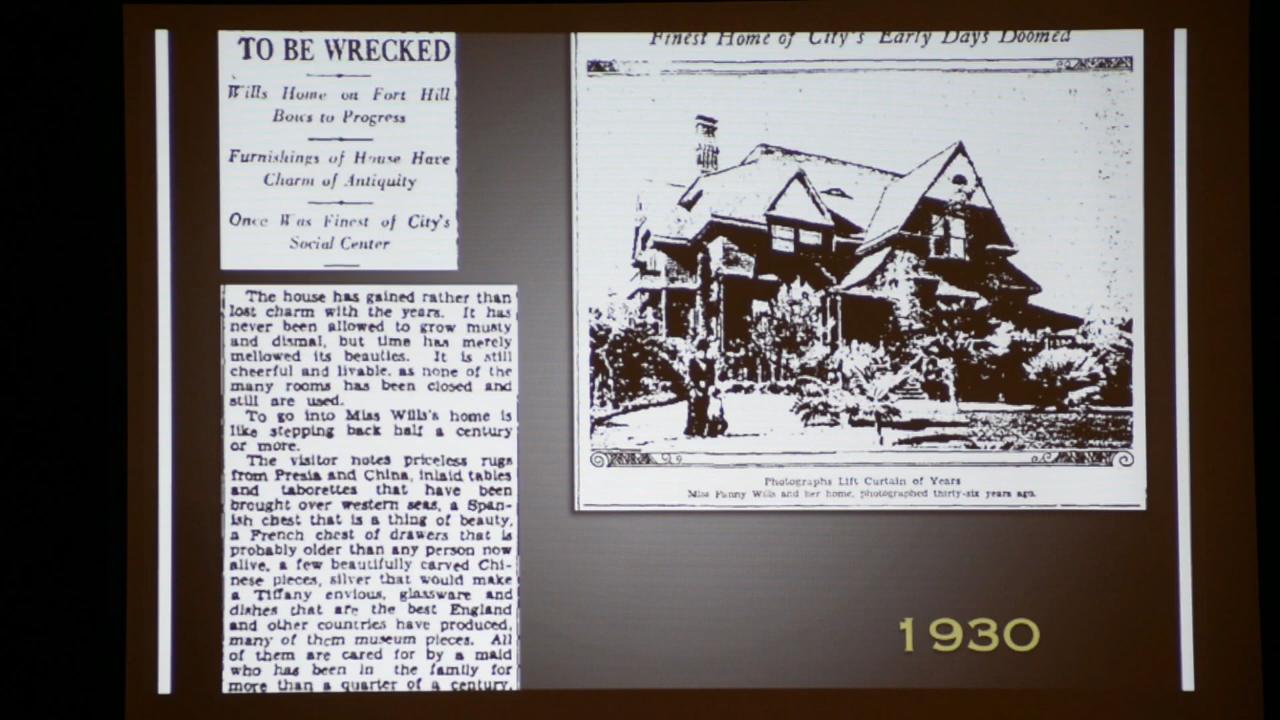 TO BE WRECKED
Wills Home on Fort Hill
Bows to Progress
Furnishings of House Have
Charm of Antiquity
Once Was Finest of City's
Social Center
The house has gained rather than
lost charm with the years. It has
never been allowed to grow musty
and dismal, but time has merely
mellowed its beauties. It is still
cheerful and livable, as none of the
many rooms has been closed and
still are used.
To go into Miss Wills's home is
like stepping back half a century
or more.
The visitor notes priceless rugs
from Presia and China, inlaid tables
and taborettes that have been
brought over western seas, a Span-
ish chest that is a thing of beauty,
a French chest of drawers that is
probably older than any person now
alive, a few beautifully carved Chi-
nese pieces, silver that would make
a Tiffany envious, glassware and
dishes that are the best England
and other countries have produced,
many of them museum pieces. All
of them are cared for by a maid
who has been in the family for
more than a quarter of a century.
Finest Home of City's Early Days Doomed
Photographs Lift Curtain of Years
Miss Fanny Wills and her home, photographed thirty-six years ago.
1930